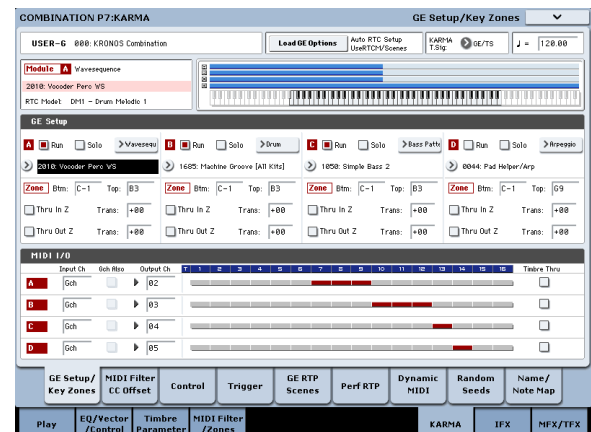 COMBINATION P7:KARMA GE Setup/Key Zones
USER-G 000: KRONOS Combination Load GE Options Auto RTC Setup UseRTCM/Scenes KARMA T.Sig: GE/TS ♩ = 120.00
Module A Wavesequence
2010: Vocoder Perc WS
RTC Model: DM1 - Drum Melodic 1
A B C D
GE Setup
A Run Solo Wavesequ B Run Solo Drum C Run Solo Bass Patte D Run Solo Arpeggio
2010: Vocoder Perc WS 1685: Machine Groove [All Kits] 1050: Simple Bass 2 0044: Pad Helper/Arp
Zone Btm: C-1 Top: B3 Zone Btm: C-1 Top: B3 Zone Btm: C-1 Top: B3 Zone Btm: C-1 Top: G9
Thru In Z Trans: +00 Thru In Z Trans: +00 Thru In Z Trans: +00 Thru In Z Trans: +00
Thru Out Z Trans: +00 Thru Out Z Trans: +00 Thru Out Z Trans: +00 Thru Out Z Trans: +00
MIDI I/O
Input Ch Gch Also Output Ch T 1 2 3 4 5 6 7 8 9 10 11 12 13 14 15 16 Timbre Thru
A Gch 02
B Gch 03
C Gch 04
D Gch 05
GE Setup/ Key Zones MIDI Filter CC Offset Control Trigger GE RTP Scenes Perf RTP Dynamic MIDI Random Seeds Name/ Note Map
Play EQ/Vector /Control Timbre Parameter MIDI Filter /Zones KARMA IFX MFX/TFX